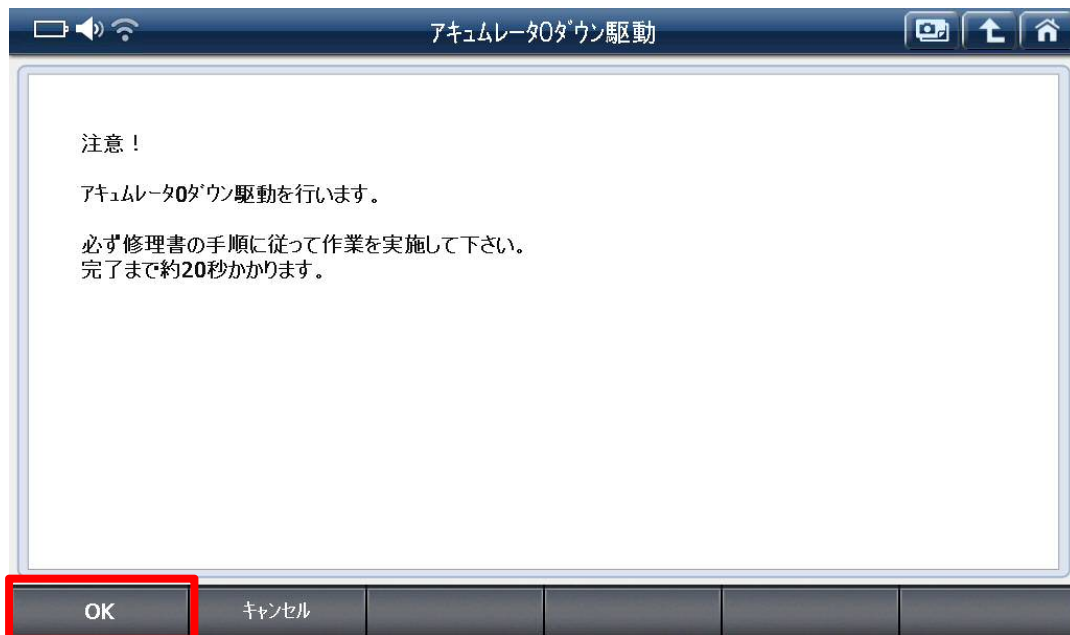 アキュムレータ0ダウン駆動
注意！
アキュムレータ0ダウン駆動を行います。
必ず修理書の手順に従って作業を実施して下さい。
完了まで約20秒かかります。
OK
キャンセル